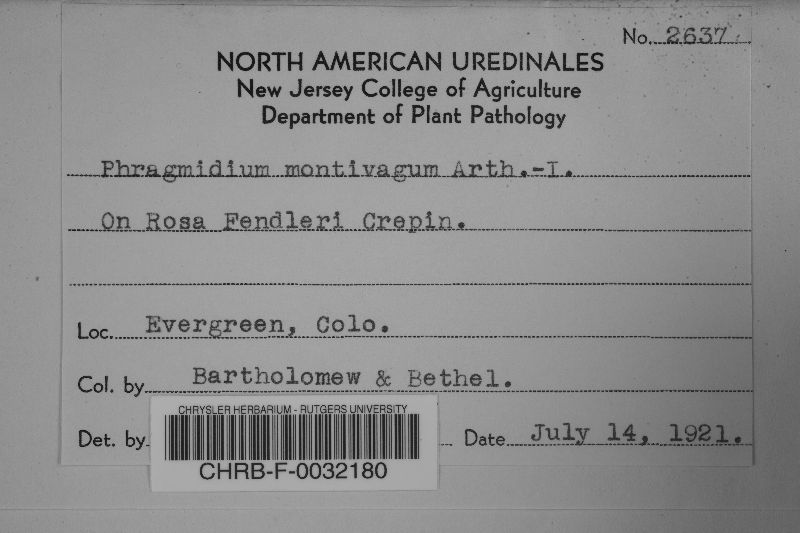 No. 2637
NORTH AMERICAN UREDINALES
New Jersey College of Agriculture
Department of Plant Pathology
Phragmidium montivagum Arth.-I.
On Rosa Fendleri Crepin.
Loc. Evergreen, Colo.
Col. by Bartholomew & Bethel.
Det. by Date July 14, 1921.
CHRYSLER HERBARIUM - RUTGERS UNIVERSITY
CHRB-F-0032180